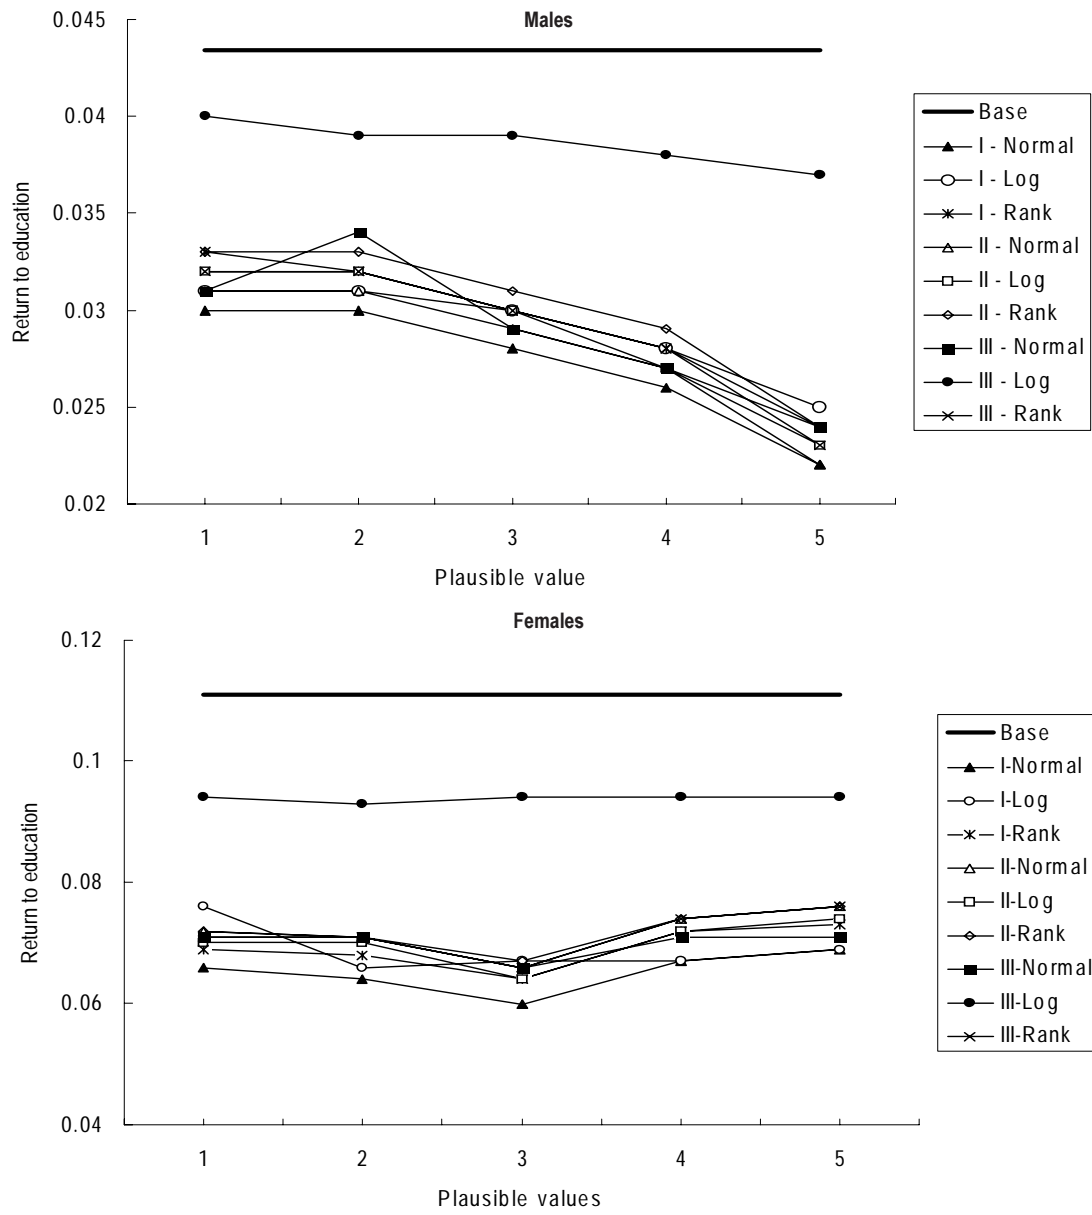 Males
0.045
0.04
0.035
0.03
0.025
0.02
Return to education
1 2 3 4 5
Plausible value
Base
I - Normal
I - Log
I - Rank
II - Normal
II - Log
II - Rank
III - Normal
III - Log
III - Rank
Females
0.12
0.1
0.08
0.06
0.04
Return to education
1 2 3 4 5
Plausible values
Base
I-Normal
I-Log
I-Rank
II-Normal
II-Log
II-Rank
III-Normal
III-Log
III-Rank